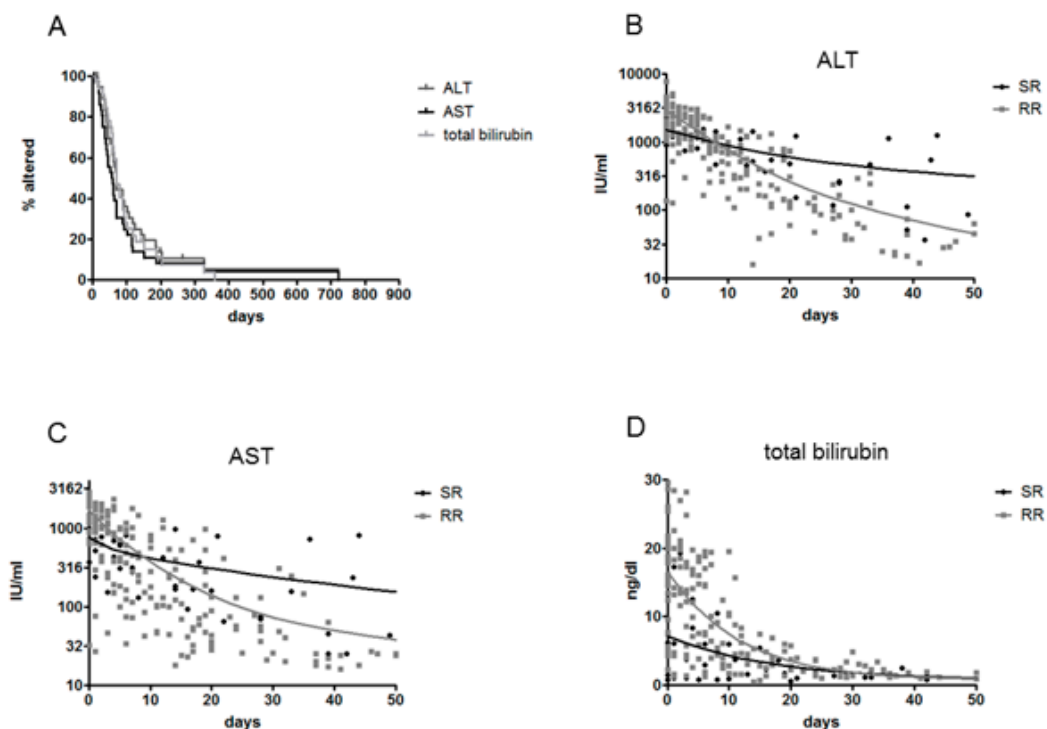 A
% altered
100
80
60
40
20
0
0 100 200 300 400 500 600 700 800 900
days
ALT
AST
total bilirubin
B
ALT
IU/ml
10000
3162
1000
316
100
32
10
0 10 20 30 40 50
days
SR
RR
C
AST
IU/ml
3162
1000
316
100
32
10
0 10 20 30 40 50
days
SR
RR
D
total bilirubin
ng/dl
30
20
10
0
0 10 20 30 40 50
days
SR
RR